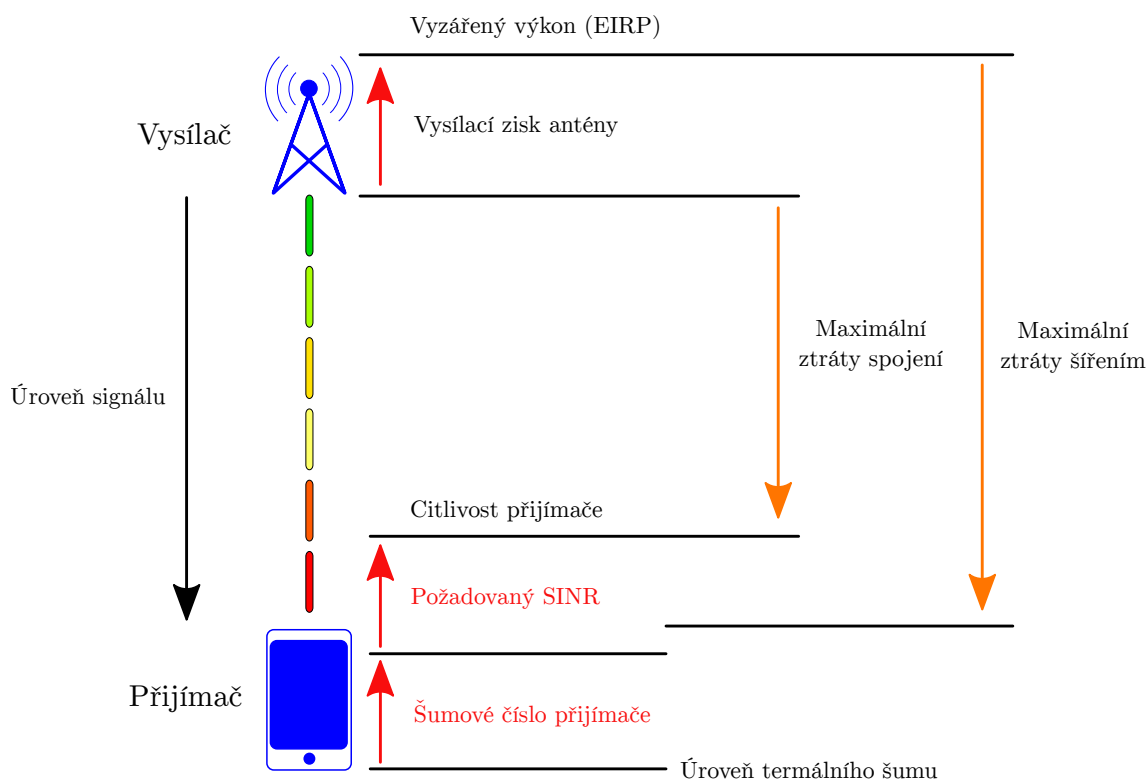 Vyzářený výkon (EIRP)
Vysílač
Vysílací zisk antény
Maximální
ztráty spojení
Maximální
ztráty šířením
Úroveň signálu
Citlivost přijímače
Požadovaný SINR
Přijímač
Šumové číslo přijímače
Úroveň termálního šumu